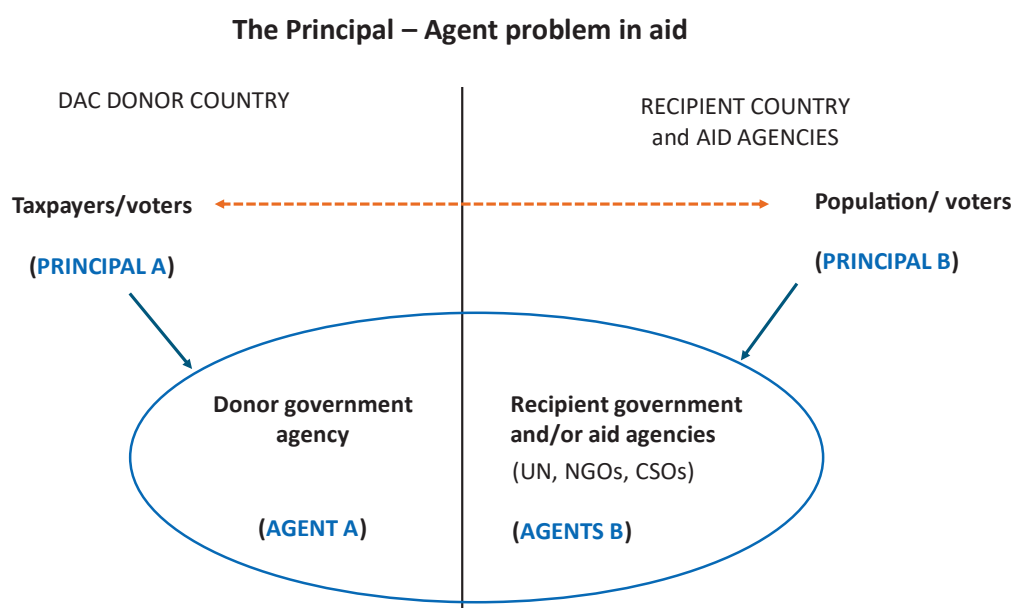 The Principal – Agent problem in aid
DAC DONOR COUNTRY
RECIPIENT COUNTRY
and AID AGENCIES
Taxpayers/voters
Population/ voters
(PRINCIPAL A)
(PRINCIPAL B)
Donor government
agency
Recipient government
and/or aid agencies
(UN, NGOs, CSOs)
(AGENT A)
(AGENTS B)